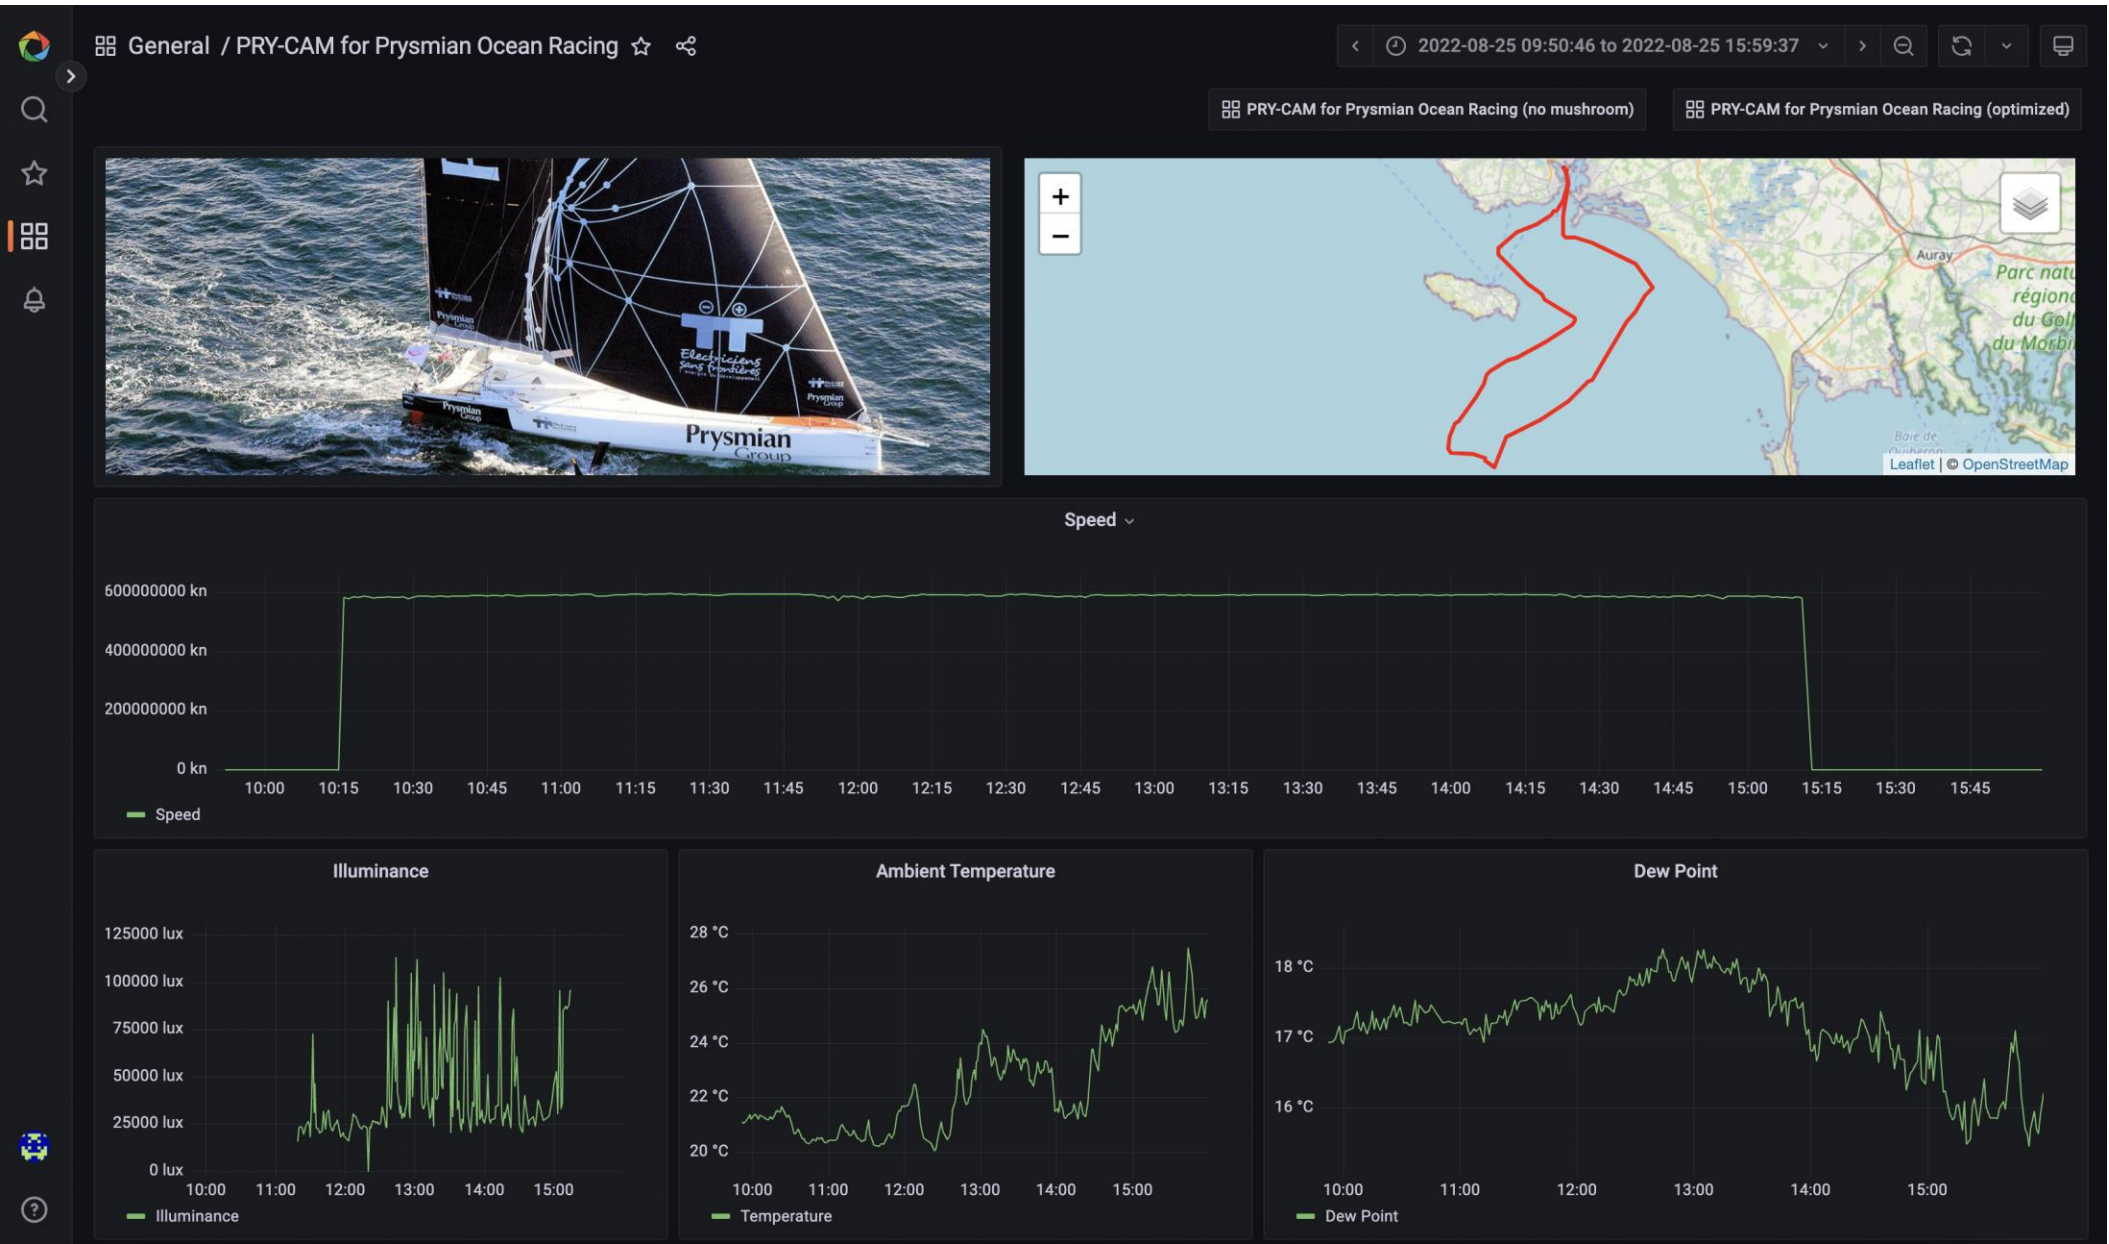 General / PRY-CAM for Prysmian Ocean Racing
2022-08-25 09:50:46 to 2022-08-25 15:59:37
PRY-CAM for Prysmian Ocean Racing (no mushroom)
PRY-CAM for Prysmian Ocean Racing (optimized)
Prysmian
Group
Electriciens
sans frontières
Prysmian
Group
Prysmian
Group
Prysmian
Group
+
−
Auray
Parc natu
régiona
du Golf
du Morbi
Baie de
Quiberon
Leaflet | © OpenStreetMap
Speed
600000000 kn
400000000 kn
200000000 kn
0 kn
10:00 10:15 10:30 10:45 11:00 11:15 11:30 11:45 12:00 12:15 12:30 12:45 13:00 13:15 13:30 13:45 14:00 14:15 14:30 14:45 15:00 15:15 15:30 15:45
Speed
Illuminance
125000 lux
100000 lux
75000 lux
50000 lux
25000 lux
0 lux
10:00 11:00 12:00 13:00 14:00 15:00
Illuminance
Ambient Temperature
28 °C
26 °C
24 °C
22 °C
20 °C
10:00 11:00 12:00 13:00 14:00 15:00
Temperature
Dew Point
18 °C
17 °C
16 °C
10:00 11:00 12:00 13:00 14:00 15:00
Dew Point